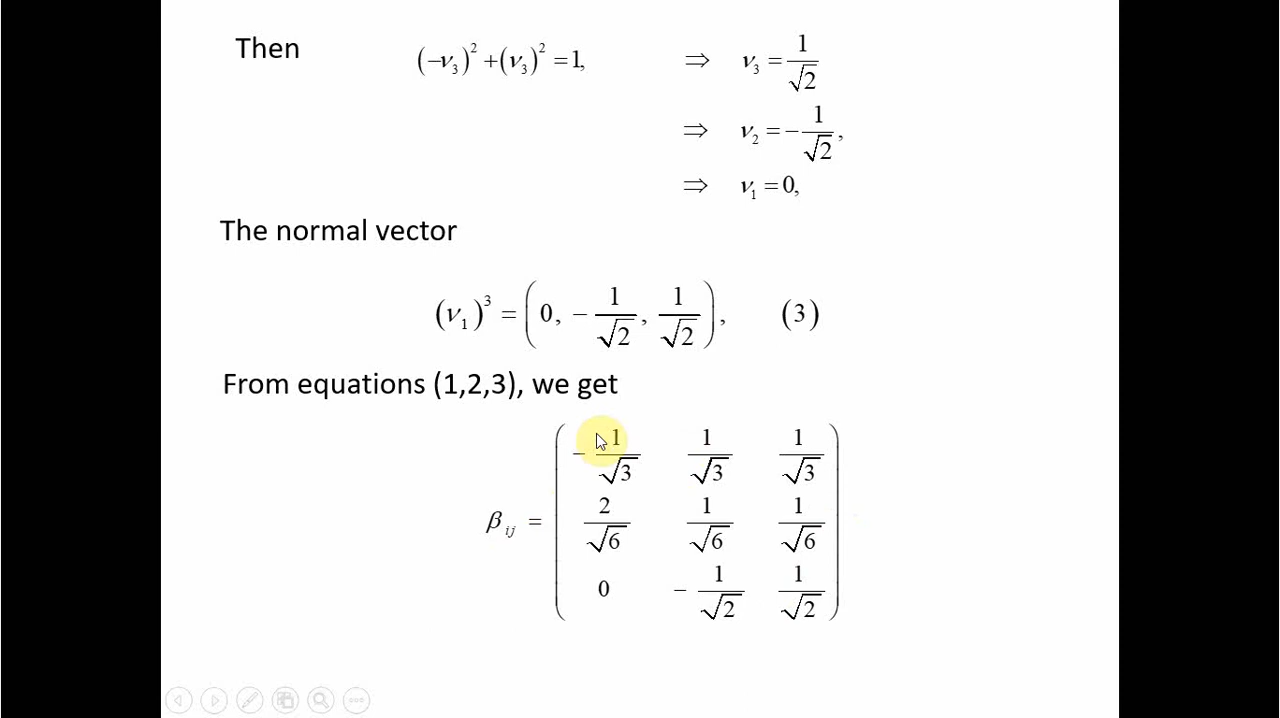 Then (−ν₃)² + (ν₃)² = 1, ⇒ ν₃ = 1/√2
⇒ ν₂ = −1/√2,
⇒ ν₁ = 0,
The normal vector
(ν₁)³ = (0, −1/√2, 1/√2), (3)
From equations (1,2,3), we get
−1/√3 1/√3 1/√3
βᵢⱼ = 2/√6 1/√6 1/√6
0 −1/√2 1/√2